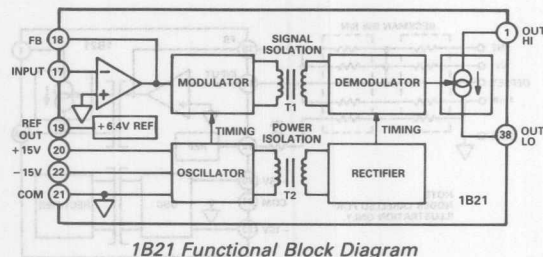 FB 18
INPUT 17
REF OUT 19
+6.4V REF
+15V 20
−15V 22
COM 21
MODULATOR
SIGNAL ISOLATION
T1
DEMODULATOR
TIMING
POWER ISOLATION
TIMING
OSCILLATOR
T2
RECTIFIER
1 OUT HI
38 OUT LO
1B21
1B21 Functional Block Diagram